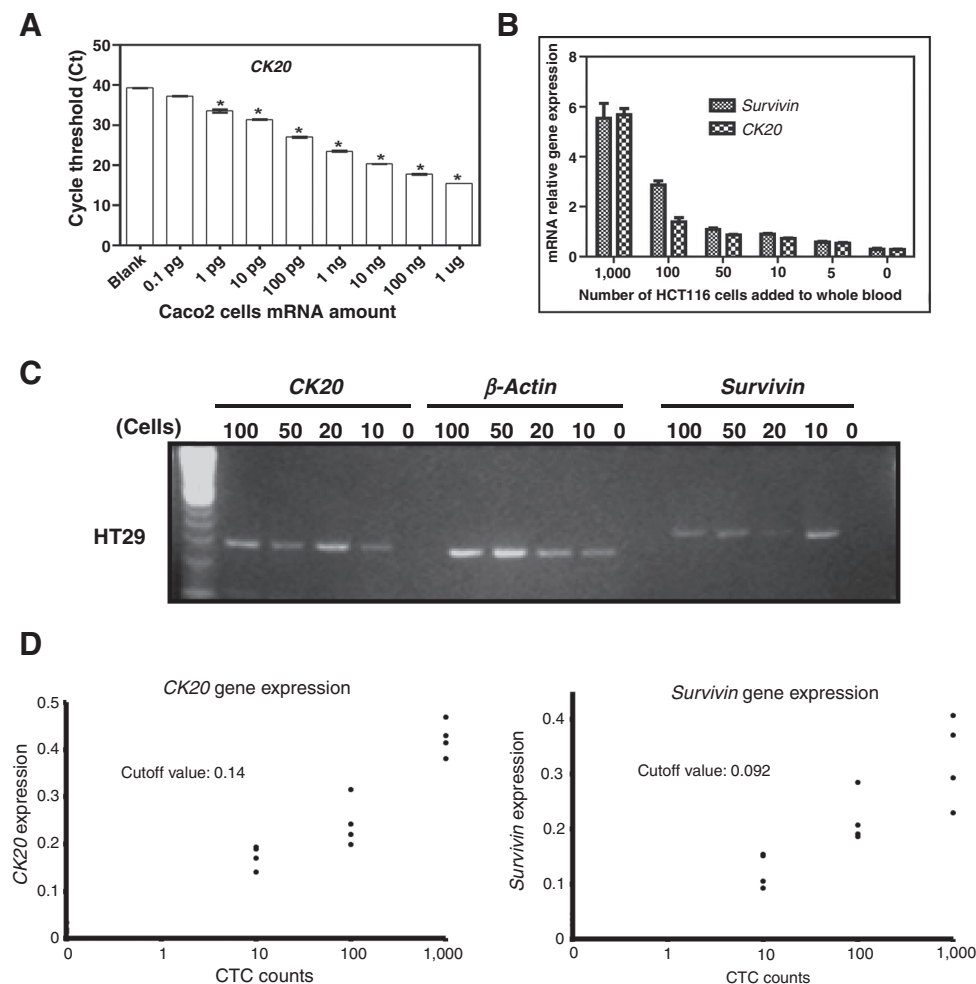 A
Cycle threshold (Ct)
50
40
30
20
10
0
CK20
* * * * * * *
Blank 0.1 pg 1 pg 10 pg 100 pg 1 ng 10 ng 100 ng 1 ug
Caco2 cells mRNA amount
B
mRNA relative gene expression
8
6
4
2
0
Survivin
CK20
1,000 100 50 10 5 0
Number of HCT116 cells added to whole blood
C
CK20 β-Actin Survivin
(Cells) 100 50 20 10 0 100 50 20 10 0 100 50 20 10 0
HT29
D
CK20 gene expression
CK20 expression
0.5
0.4
0.3
0.2
0.1
0
Cutoff value: 0.14
0 1 10 100 1,000
CTC counts
Survivin gene expression
Survivin expression
0.4
0.3
0.2
0.1
0
Cutoff value: 0.092
0 1 10 100 1,000
CTC counts